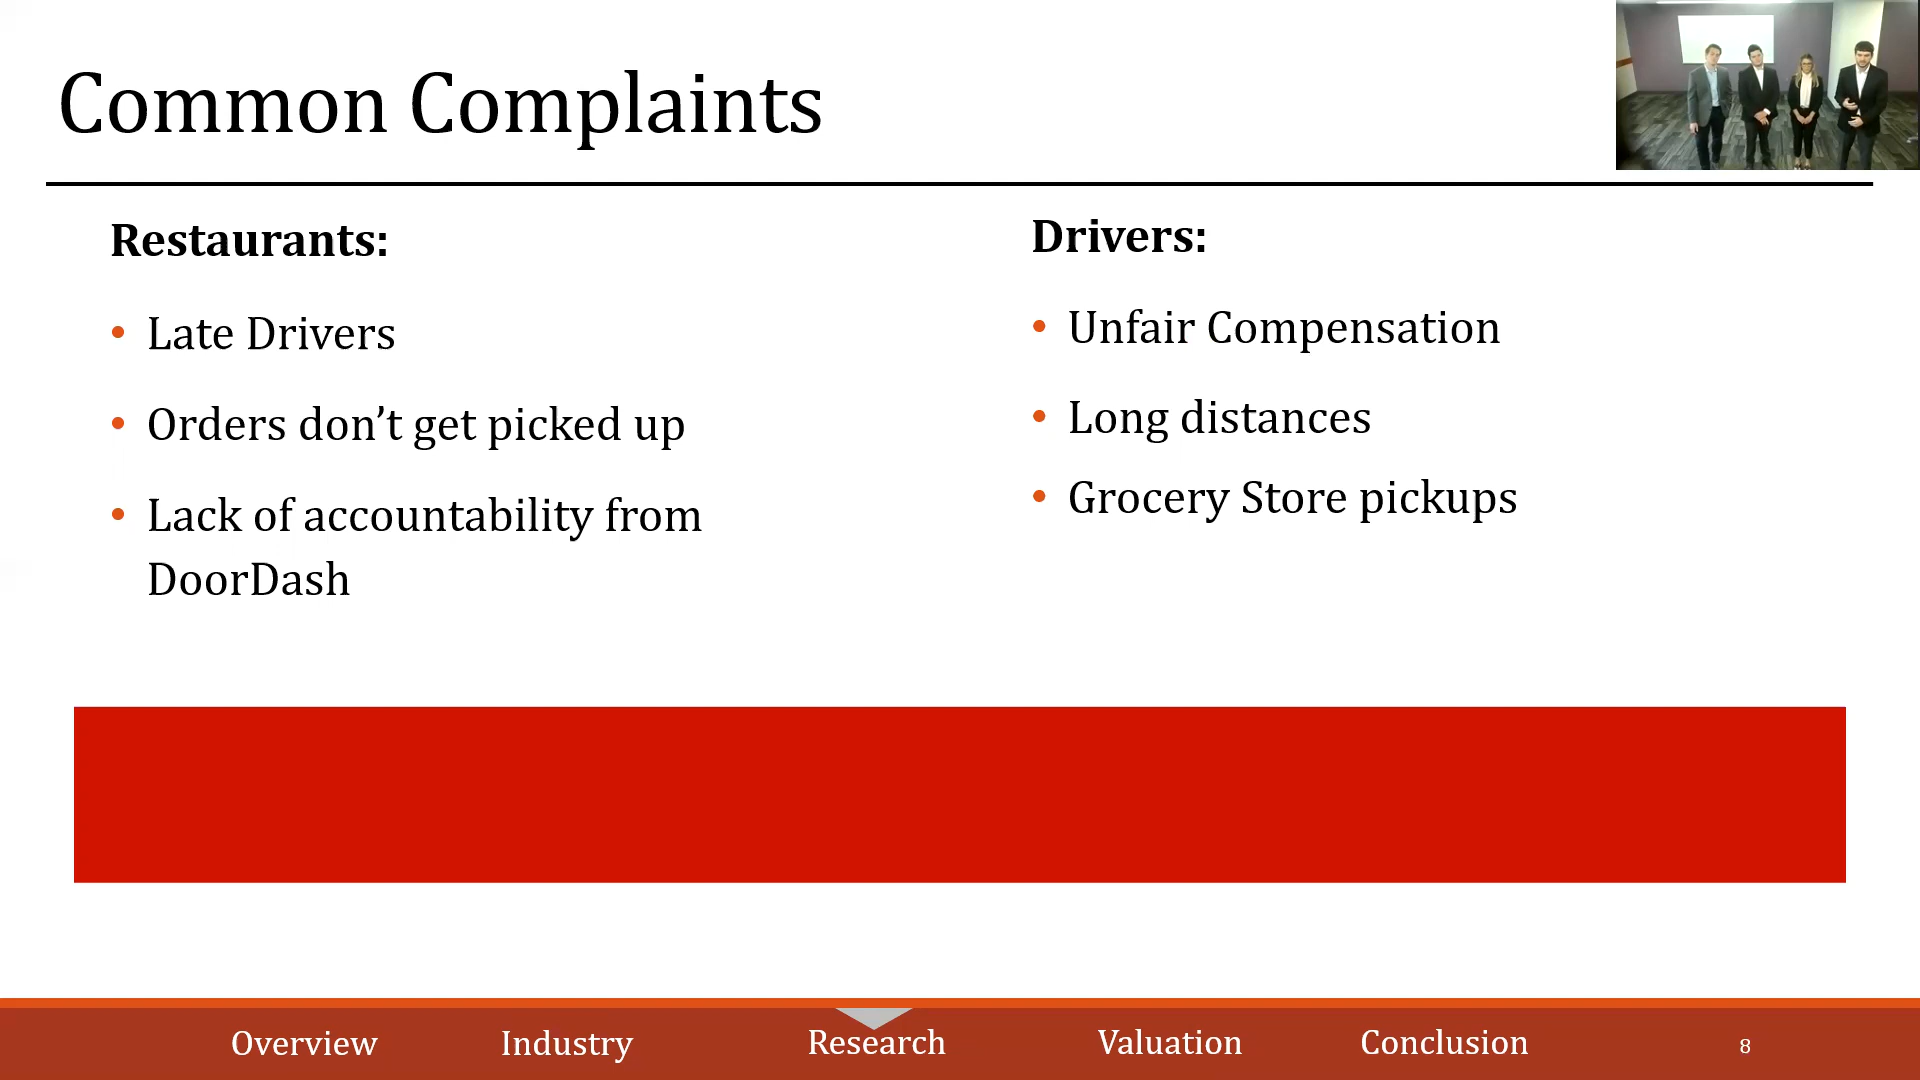 Common Complaints
Restaurants:
• Late Drivers
• Orders don’t get picked up
• Lack of accountability from
DoorDash
Drivers:
• Unfair Compensation
• Long distances
• Grocery Store pickups
Overview
Industry
Research
Valuation
Conclusion
8